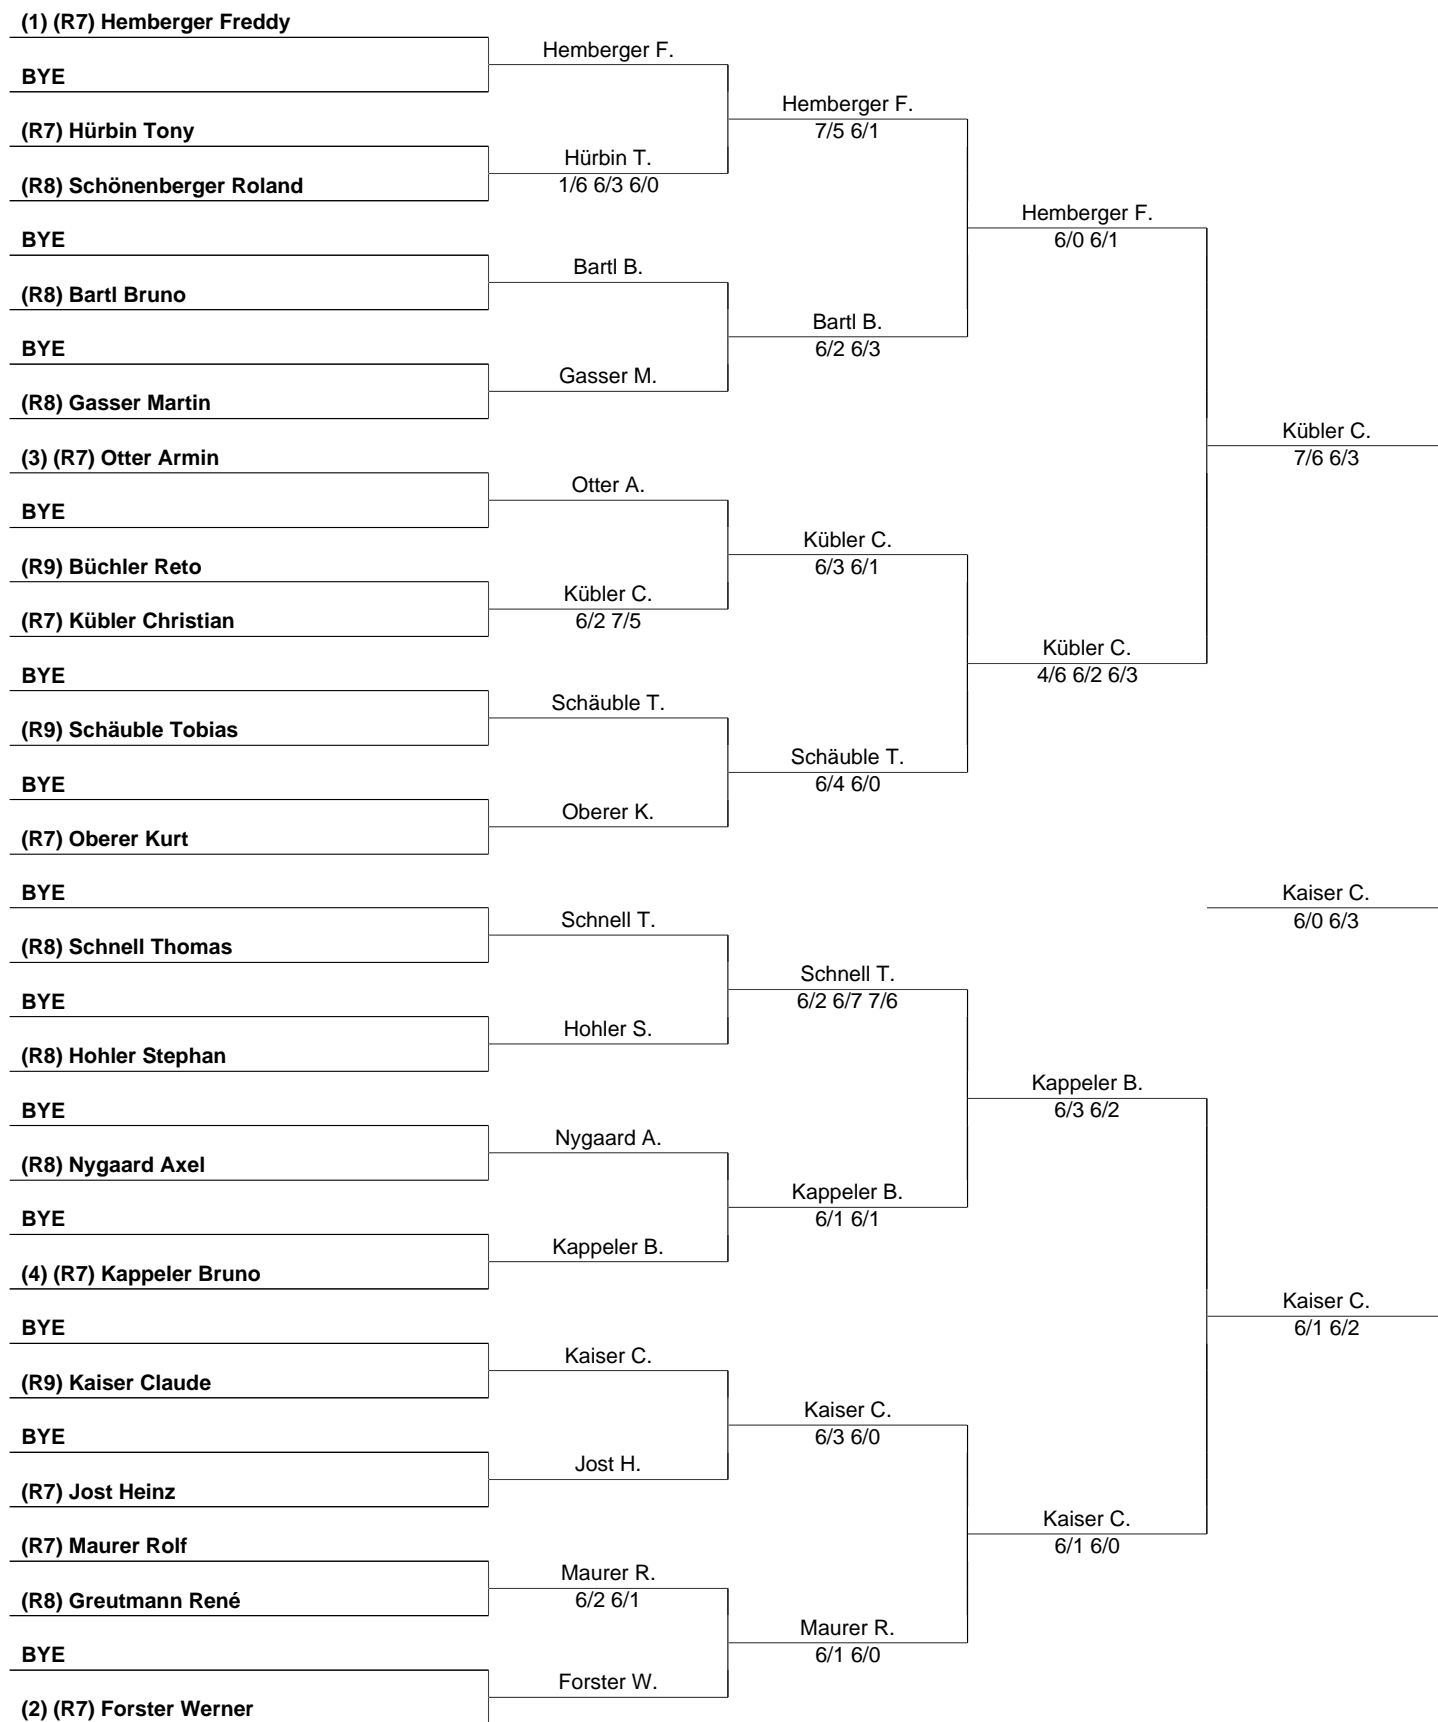 (1) (R7) Hemberger Freddy
BYE
(R7) Hürbin Tony
(R8) Schönenberger Roland
BYE
(R8) Bartl Bruno
BYE
(R8) Gasser Martin
(3) (R7) Otter Armin
BYE
(R9) Büchler Reto
(R7) Kübler Christian
BYE
(R9) Schäuble Tobias
BYE
(R7) Oberer Kurt
BYE
(R8) Schnell Thomas
BYE
(R8) Hohler Stephan
BYE
(R8) Nygaard Axel
BYE
(4) (R7) Kappeler Bruno
BYE
(R9) Kaiser Claude
BYE
(R7) Jost Heinz
(R7) Maurer Rolf
(R8) Greutmann René
BYE
(2) (R7) Forster Werner
Hemberger F.
Hürbin T.
1/6 6/3 6/0
Bartl B.
Gasser M.
Otter A.
Kübler C.
6/2 7/5
Schäuble T.
Oberer K.
Schnell T.
Hohler S.
Nygaard A.
Kappeler B.
Kaiser C.
Jost H.
Maurer R.
6/2 6/1
Forster W.
Hemberger F.
7/5 6/1
Bartl B.
6/2 6/3
Kübler C.
6/3 6/1
Schäuble T.
6/4 6/0
Schnell T.
6/2 6/7 7/6
Kappeler B.
6/1 6/1
Kaiser C.
6/3 6/0
Maurer R.
6/1 6/0
Hemberger F.
6/0 6/1
Kübler C.
4/6 6/2 6/3
Kappeler B.
6/3 6/2
Kaiser C.
6/1 6/0
Kübler C.
7/6 6/3
Kaiser C.
6/0 6/3
Kaiser C.
6/1 6/2